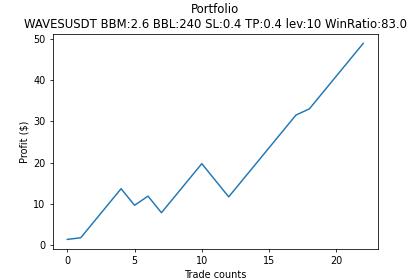 Portfolio
WAVESUSDT BBM:2.6 BBL:240 SL:0.4 TP:0.4 lev:10 WinRatio:83.0
50
40
30
20
10
0
Profit ($)
0 5 10 15 20
Trade counts